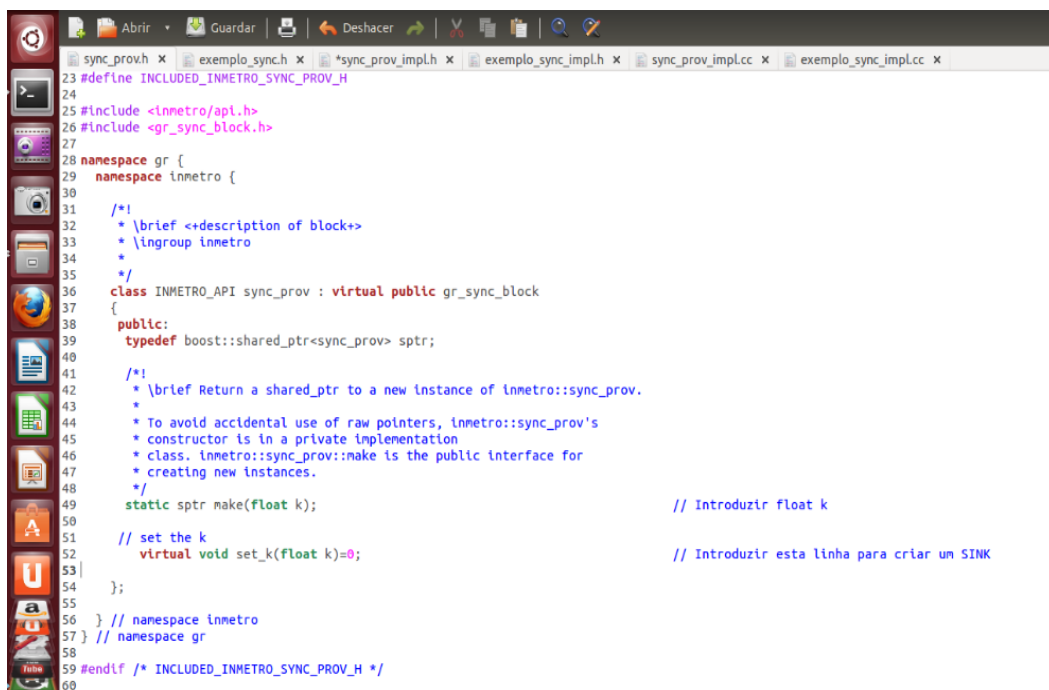 Abrir Guardar Deshacer
sync_prov.h x exemplo_sync.h x *sync_prov_impl.h x exemplo_sync_impl.h x sync_prov_impl.cc x exemplo_sync_impl.cc x
23 #define INCLUDED_INMETRO_SYNC_PROV_H
24
25 #include <inmetro/api.h>
26 #include <gr_sync_block.h>
27
28 namespace gr {
29   namespace inmetro {
30
31     /*!
32      * \brief <+description of block+>
33      * \ingroup inmetro
34      *
35      */
36     class INMETRO_API sync_prov : virtual public gr_sync_block
37     {
38      public:
39       typedef boost::shared_ptr<sync_prov> sptr;
40
41       /*!
42        * \brief Return a shared_ptr to a new instance of inmetro::sync_prov.
43        *
44        * To avoid accidental use of raw pointers, inmetro::sync_prov's
45        * constructor is in a private implementation
46        * class. inmetro::sync_prov::make is the public interface for
47        * creating new instances.
48        */
49       static sptr make(float k); // Introduzir float k
50
51      // set the k
52         virtual void set_k(float k)=0; // Introduzir esta linha para criar um SINK
53
54     };
55
56   } // namespace inmetro
57 } // namespace gr
58
59 #endif /* INCLUDED_INMETRO_SYNC_PROV_H */
60
A
U
a
U
Tube